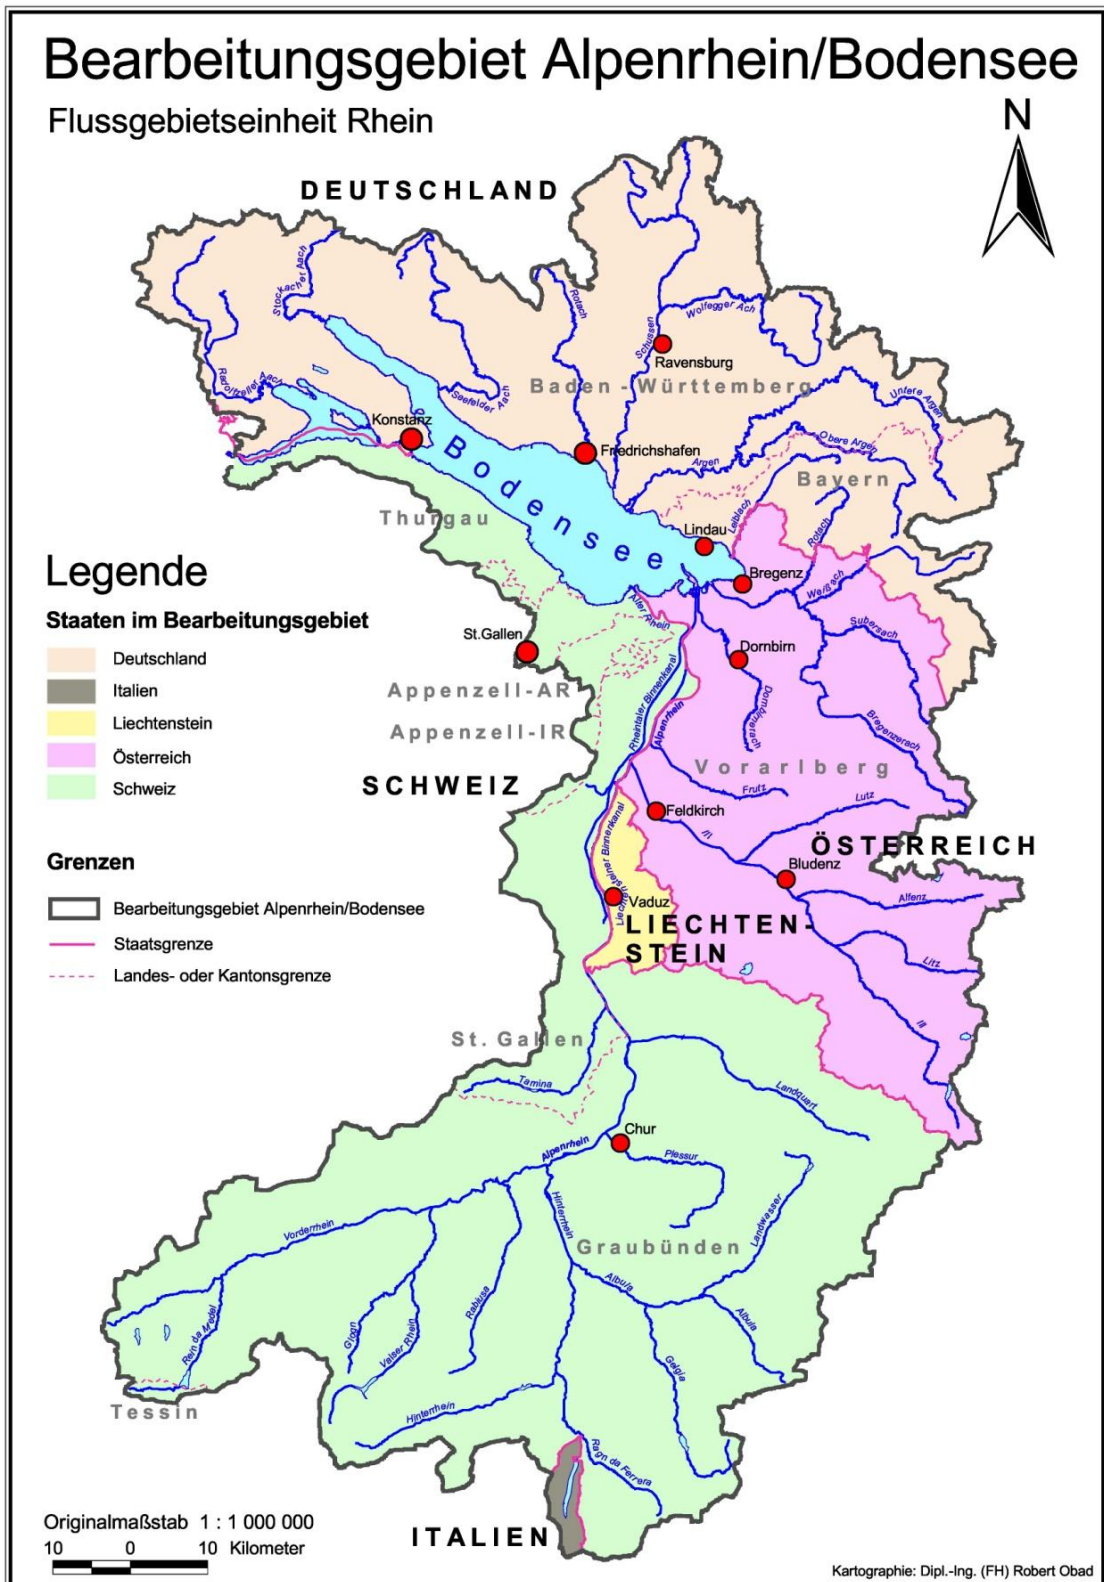 Bearbeitungsgebiet Alpenrhein/Bodensee
Flussgebietseinheit Rhein
N
DEUTSCHLAND
Stockacher Aach
Rotach
Wolfegger Ach
Schussen
Ravensburg
Radolfzeller Aach
Seefelder Aach
Baden-Württemberg
Untere Argen
Konstanz
Friedrichshafen
Obere Argen
Argen
Bodensee
Bayern
Thurgau
Leiblach
Rotach
Lindau
Bregenz
Weißach
Legende
Staaten im Bearbeitungsgebiet
Deutschland
Italien
Liechtenstein
Österreich
Schweiz
Alter Rhein
Subersach
St.Gallen
Dornbirn
Appenzell-AR
Rheintaler Binnenkanal
Alpenrhein
Dornbirnerach
Bregenzerach
Appenzell-IR
Vorarlberg
SCHWEIZ
Frutz
Lutz
Feldkirch
Ill
ÖSTERREICH
Liechtensteiner Binnenkanal
Bludenz
Vaduz
Alfenz
LIECHTEN-
STEIN
Litz
Ill
Grenzen
Bearbeitungsgebiet Alpenrhein/Bodensee
Staatsgrenze
Landes- oder Kantonsgrenze
St. Gallen
Tamina
Landquart
Chur
Alpenrhein
Plessur
Hinterrhein
Landwasser
Vorderrhein
Graubünden
Albula
Rabiusa
Albula
Rein da Medel
Glogn
Valser Rhein
Gelgia
Tessin
Hinterrhein
Ragn da Ferrera
ITALIEN
Originalmaßstab 1 : 1 000 000
10 0 10 Kilometer
Kartographie: Dipl.-Ing. (FH) Robert Obad